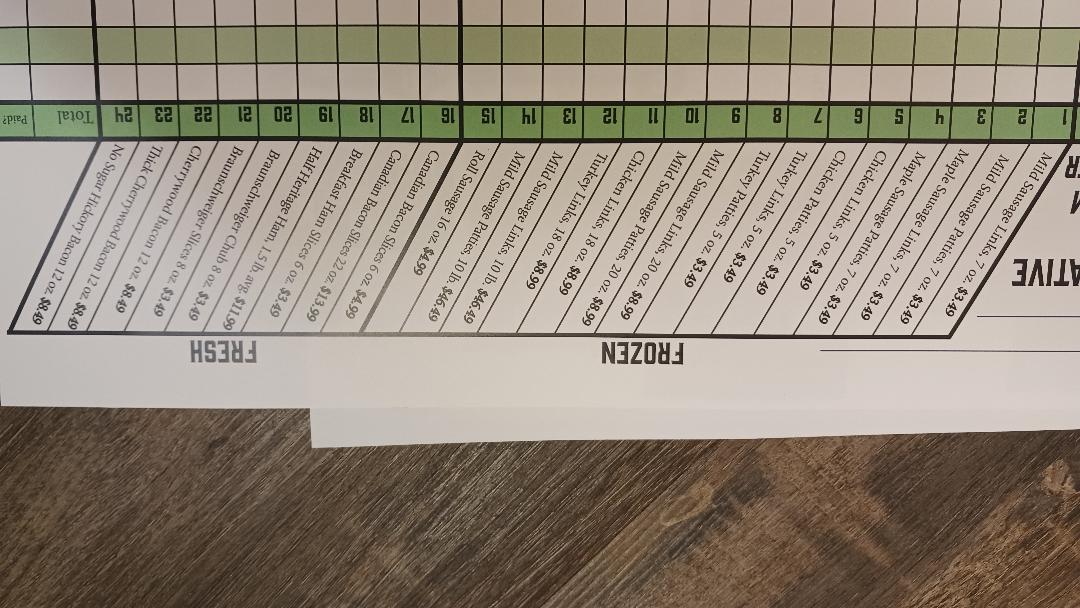 FROZEN
FRESH
ATIVE
Mild Sausage Links, 7 oz. $3.49
Mild Sausage Patties, 7 oz. $3.49
Maple Sausage Links, 7 oz. $3.49
Maple Sausage Patties, 7 oz. $3.49
Chicken Links, 5 oz. $3.49
Chicken Patties, 5 oz. $3.49
Turkey Links, 5 oz. $3.49
Turkey Patties, 5 oz. $3.49
Mild Sausage Links, 20 oz. $8.99
Mild Sausage Patties, 20 oz. $8.99
Chicken Links, 18 oz. $8.99
Turkey Links, 18 oz. $8.99
Mild Sausage Links, 10 lb. $46.49
Mild Sausage Patties, 10 lb. $46.49
Roll Sausage 16 oz. $4.99
Canadian Bacon Slices 6 oz. $4.99
Canadian Bacon Slices 22 oz. $13.99
Breakfast Ham Slices 6 oz. $3.49
Half Heritage Ham, 1.5 lb. avg. $11.99
Braunschweiger Chub 8 oz. $3.49
Braunschweiger Slices 8 oz. $3.49
Cherrywood Bacon 12 oz. $8.49
Thick Cherrywood Bacon 12 oz. $8.49
No Sugar Hickory Bacon 12 oz $8.49
ER
1 2 3 4 5 6 7 8 9 10 11 12 13 14 15 16 17 18 19 20 21 22 23 24 Total Paid?